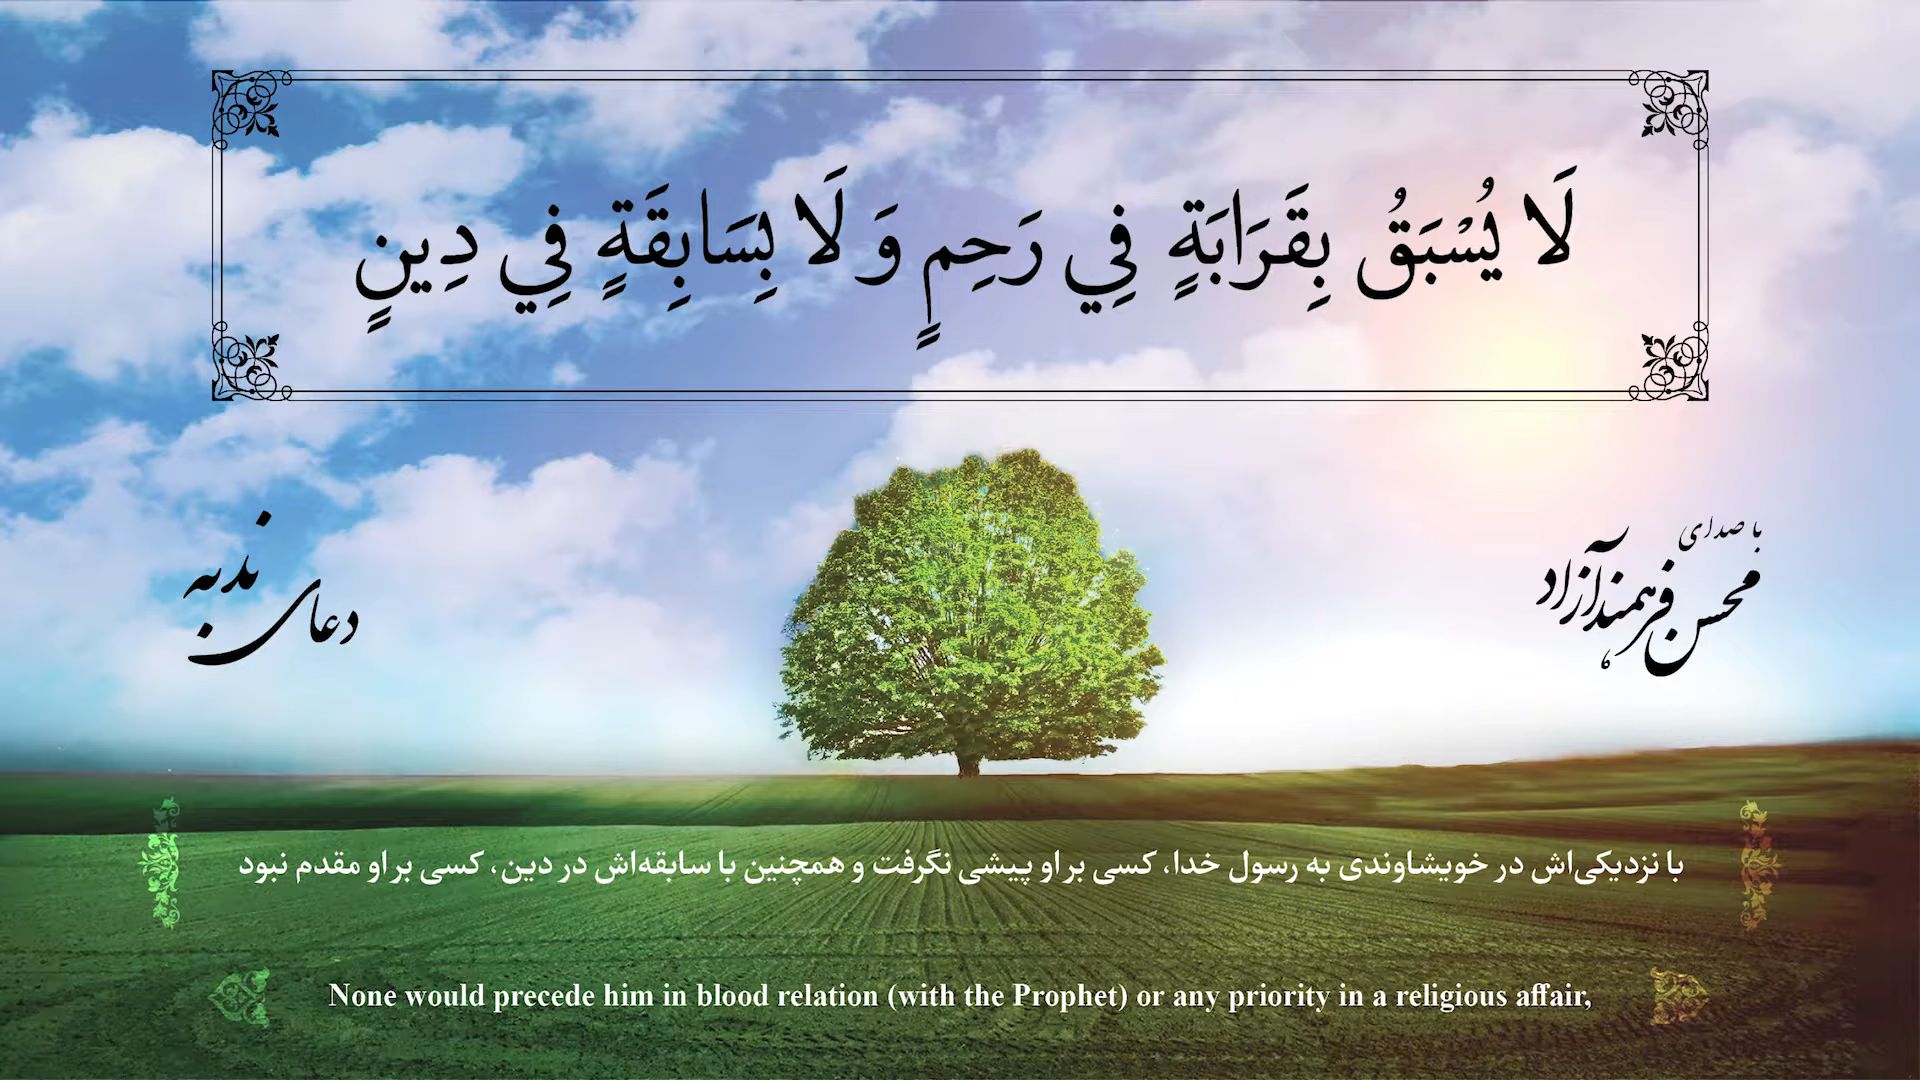 لَا يُسْبَقُ بِقَرَابَةٍ فِي رَحِمٍ وَ لَا بِسَابِقَةٍ فِي دِينٍ
با صدای
محسن فرهمندآزاد
دعای ندبه
با نزدیکی‌اش در خویشاوندی به رسول خدا، کسی بر او پیشی نگرفت و همچنین با سابقه‌اش در دین، کسی بر او مقدم نبود
None would precede him in blood relation (with the Prophet) or any priority in a religious affair,